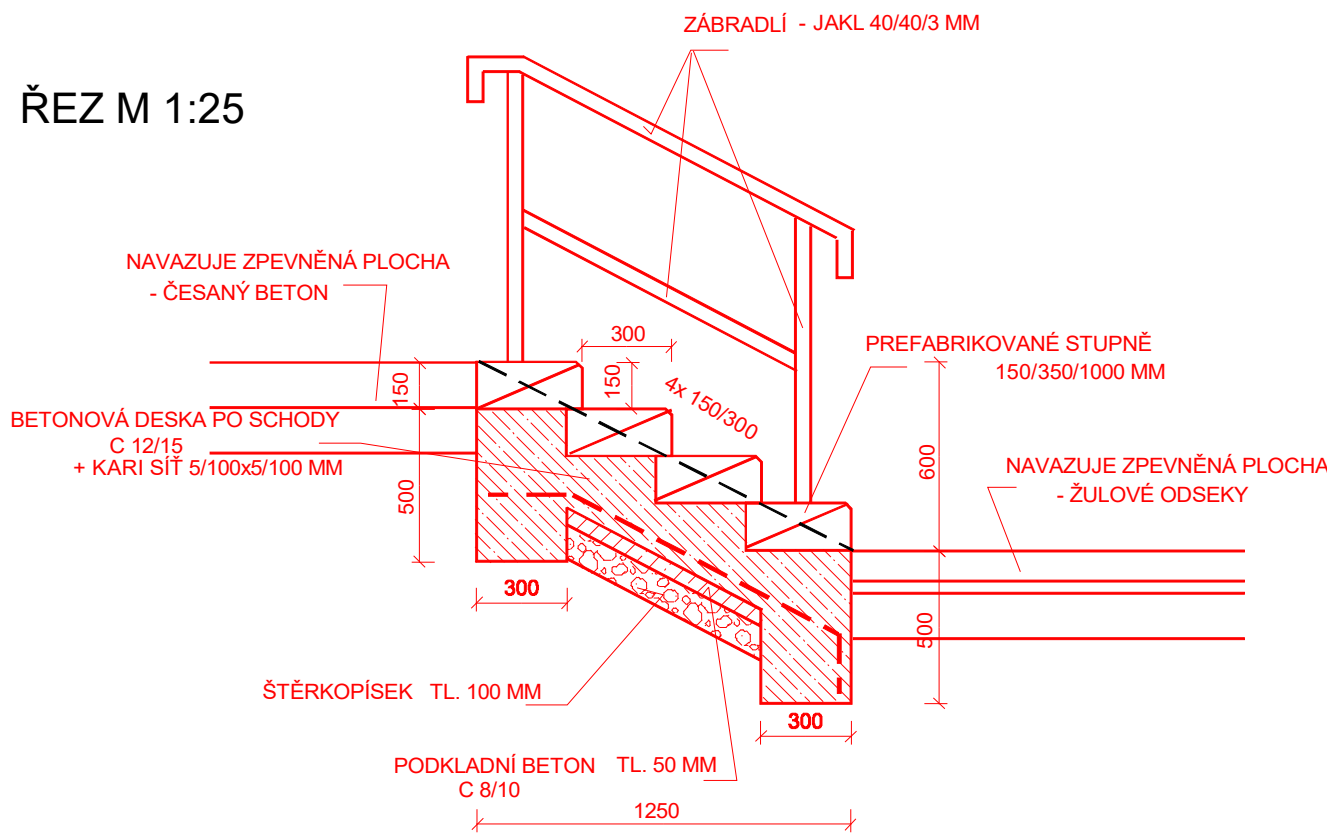 ZÁBRADLÍ - JAKL 40/40/3 MM
ŘEZ M 1:25
NAVAZUJE ZPEVNĚNÁ PLOCHA
- ČESANÝ BETON
300
PREFABRIKOVANÉ STUPNĚ
150/350/1000 MM
150
150
4x 150/300
BETONOVÁ DESKA PO SCHODY
C 12/15
+ KARI SÍŤ 5/100x5/100 MM
600
NAVAZUJE ZPEVNĚNÁ PLOCHA
- ŽULOVÉ ODSEKY
500
300
500
ŠTĚRKOPÍSEK TL. 100 MM
300
PODKLADNÍ BETON TL. 50 MM
C 8/10
1250